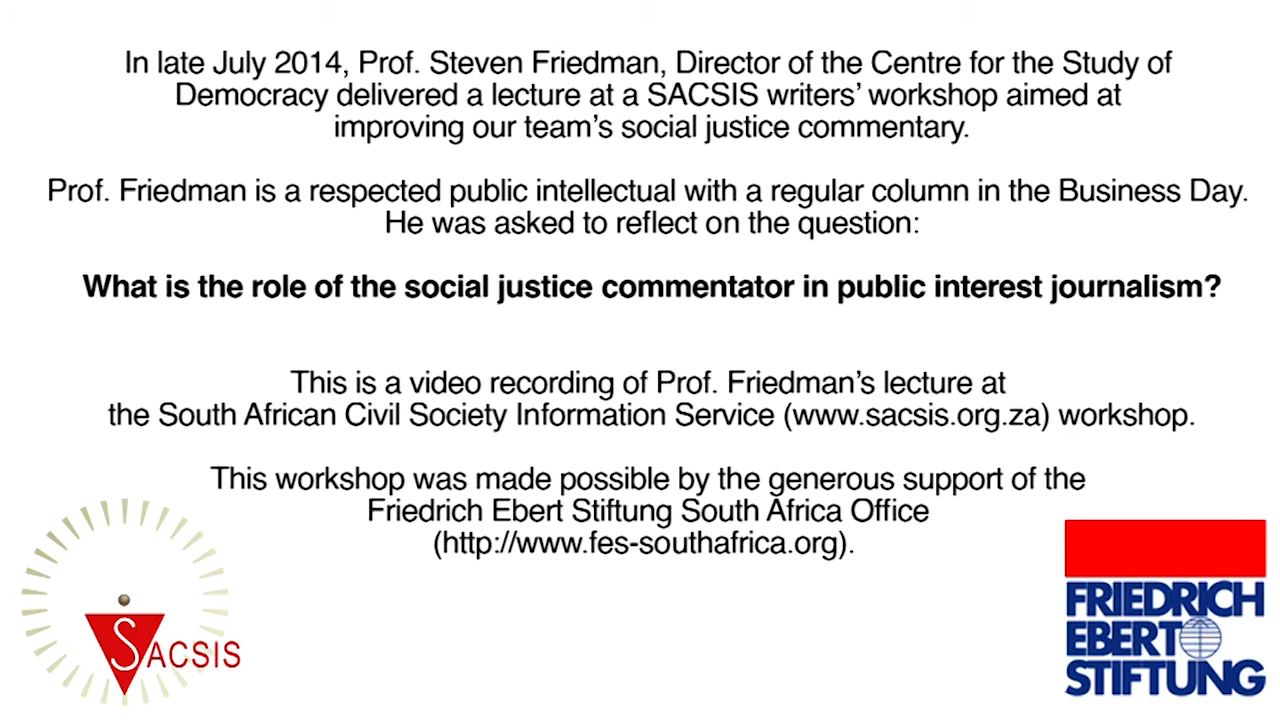 In late July 2014, Prof. Steven Friedman, Director of the Centre for the Study of
Democracy delivered a lecture at a SACSIS writers’ workshop aimed at
improving our team’s social justice commentary.
Prof. Friedman is a respected public intellectual with a regular column in the Business Day.
He was asked to reflect on the question:
What is the role of the social justice commentator in public interest journalism?
This is a video recording of Prof. Friedman’s lecture at
the South African Civil Society Information Service (www.sacsis.org.za) workshop.
This workshop was made possible by the generous support of the
Friedrich Ebert Stiftung South Africa Office
(http://www.fes-southafrica.org).
SACSIS
FRIEDRICH
EBERT
STIFTUNG